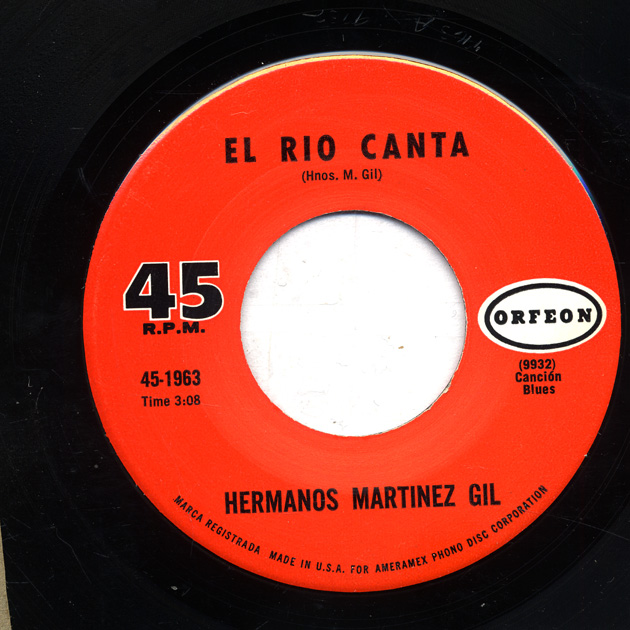 EL RIO CANTA
(Hnos. M. Gil)
45
R.P.M.
ORFEON
45-1963
Time 3:08
(9932)
Canción
Blues
HERMANOS MARTINEZ GIL
MARCA REGISTRADA MADE IN U.S.A. FOR AMERAMEX PHONO DISC CORPORATION